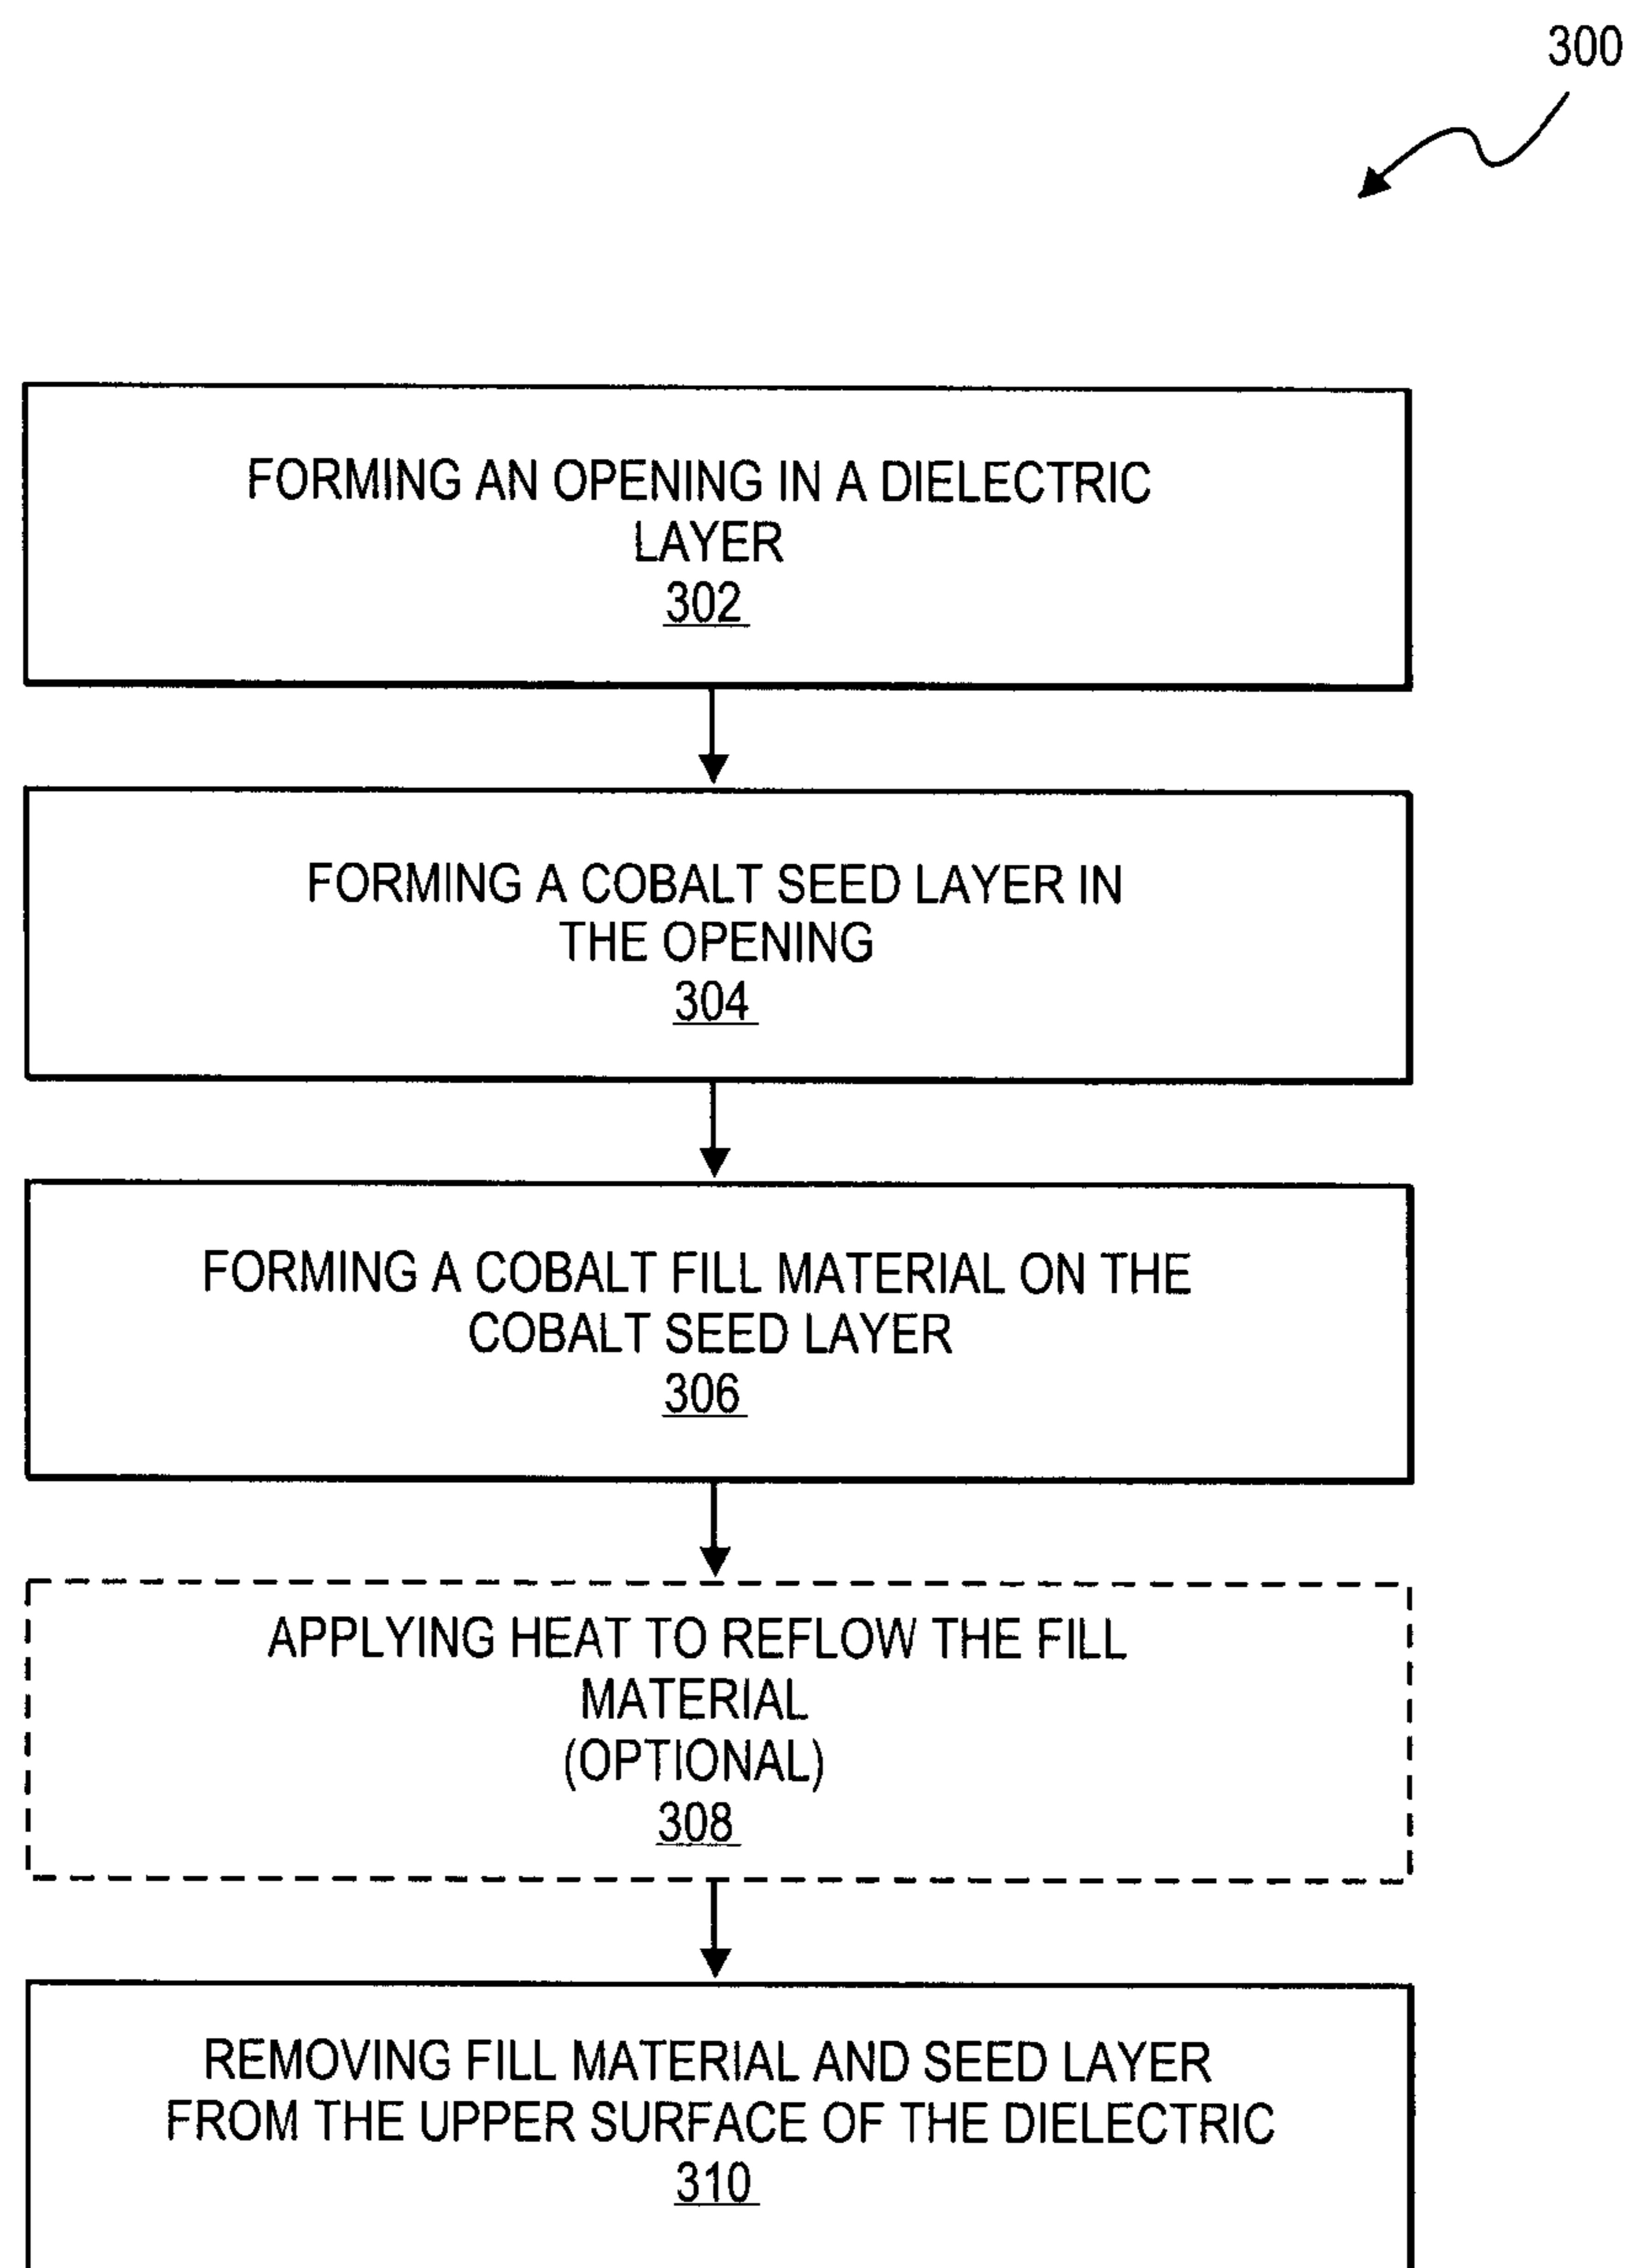 300
FORMING AN OPENING IN A DIELECTRIC
LAYER
302
FORMING A COBALT SEED LAYER IN
THE OPENING
304
FORMING A COBALT FILL MATERIAL ON THE
COBALT SEED LAYER
306
APPLYING HEAT TO REFLOW THE FILL
MATERIAL
(OPTIONAL)
308
REMOVING FILL MATERIAL AND SEED LAYER
FROM THE UPPER SURFACE OF THE DIELECTRIC
310